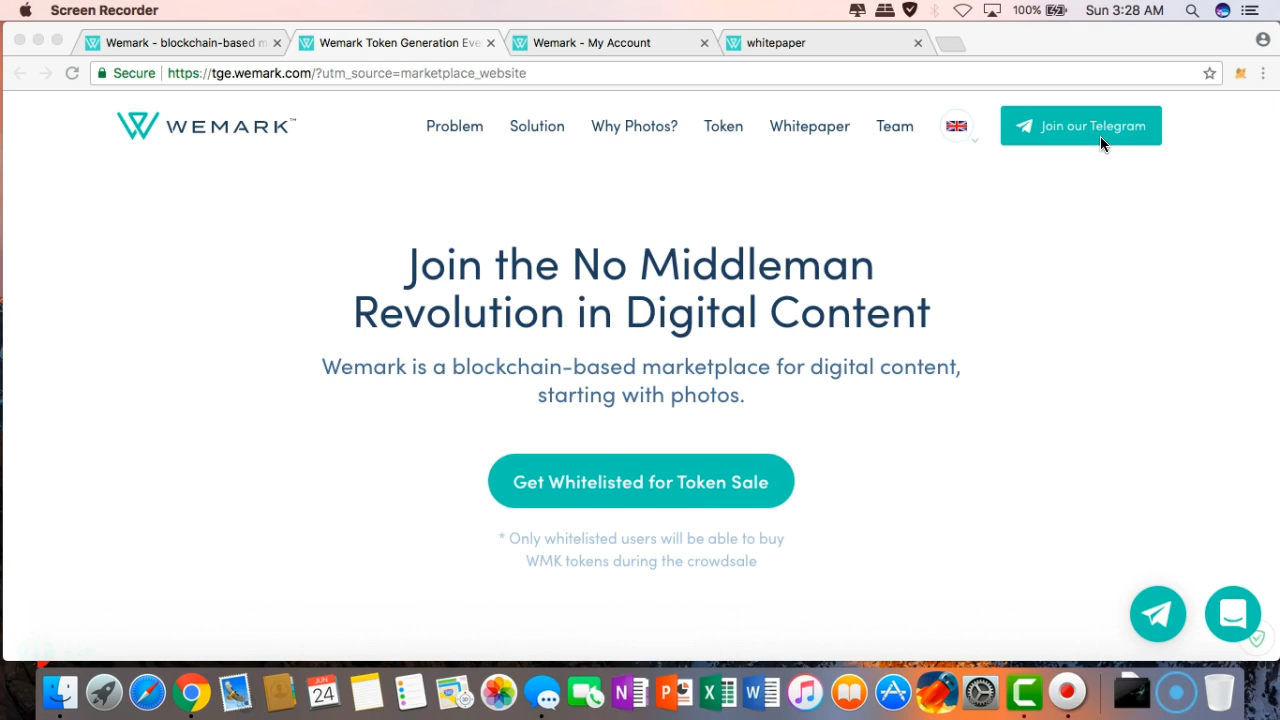 Screen Recorder
100%
Sun 3:28 AM
Wemark - blockchain-based m
Wemark Token Generation Eve
Wemark - My Account
whitepaper
Secure
https://tge.wemark.com/?utm_source=marketplace_website
WEMARK™
Problem
Solution
Why Photos?
Token
Whitepaper
Team
Join our Telegram
Join the No Middleman
Revolution in Digital Content
Wemark is a blockchain-based marketplace for digital content,
starting with photos.
Get Whitelisted for Token Sale
* Only whitelisted users will be able to buy
WMK tokens during the crowdsale
JUN
24
N
P
X
W
C